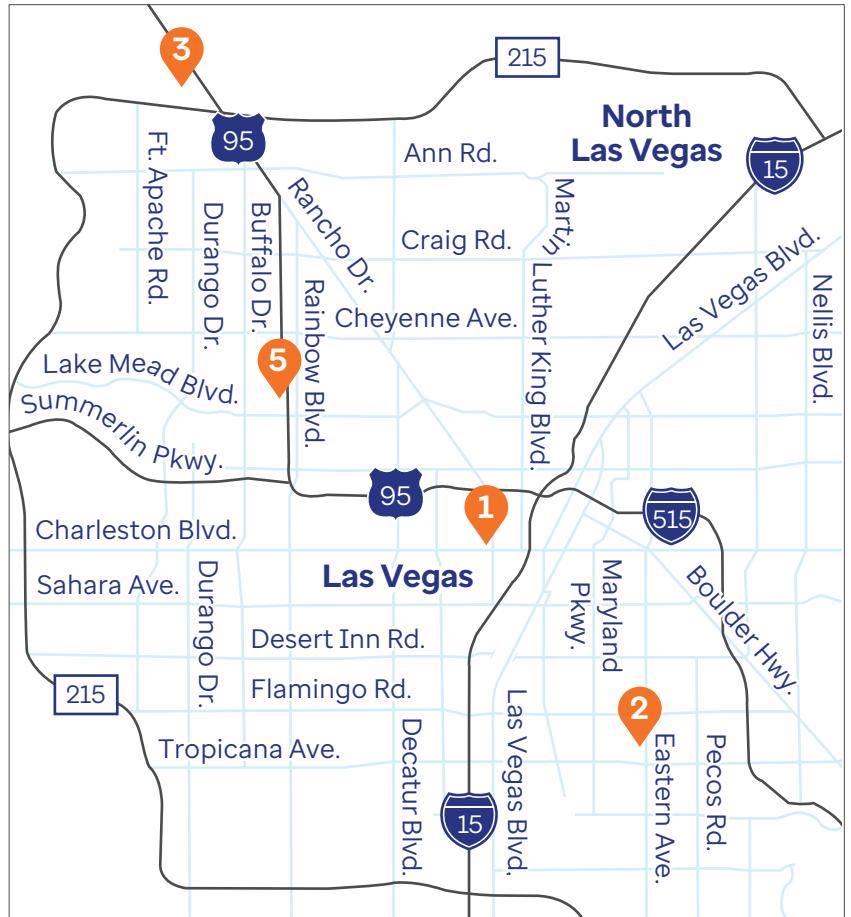 3
215
North
Las Vegas
95
15
Ann Rd.
Ft. Apache Rd.
Durango Dr.
Buffalo Dr.
Rancho Dr.
Martin
Luther King Blvd.
Craig Rd.
Las Vegas Blvd.
Nellis Blvd.
Rainbow Blvd.
Cheyenne Ave.
5
Lake Mead Blvd.
Summerlin Pkwy.
95
1
515
Charleston Blvd.
Las Vegas
Sahara Ave.
Durango Dr.
Maryland
Pkwy.
Boulder Hwy.
Desert Inn Rd.
215
Flamingo Rd.
2
Las Vegas Blvd.
Tropicana Ave.
Decatur Blvd.
Eastern Ave.
Pecos Rd.
15